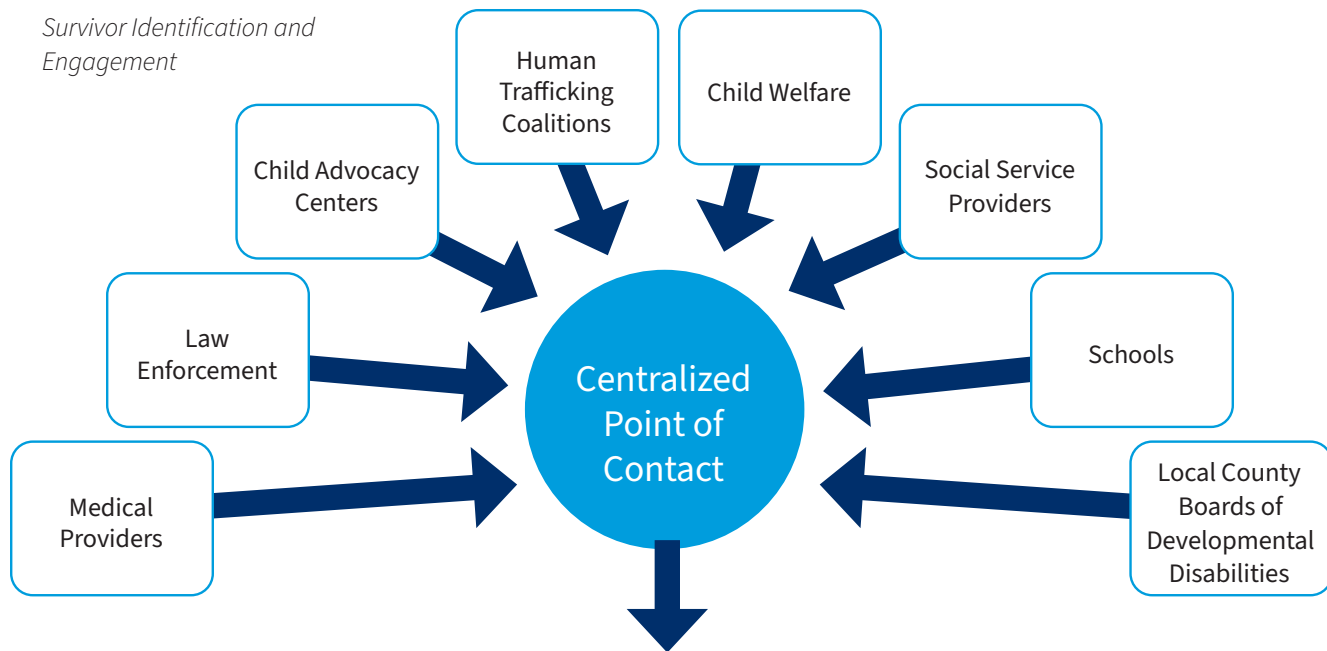 Survivor Identification and
Engagement
Human
Trafficking
Coalitions
Child Welfare
Child Advocacy
Centers
Social Service
Providers
Law
Enforcement
Schools
Centralized
Point of
Contact
Medical
Providers
Local County
Boards of
Developmental
Disabilities